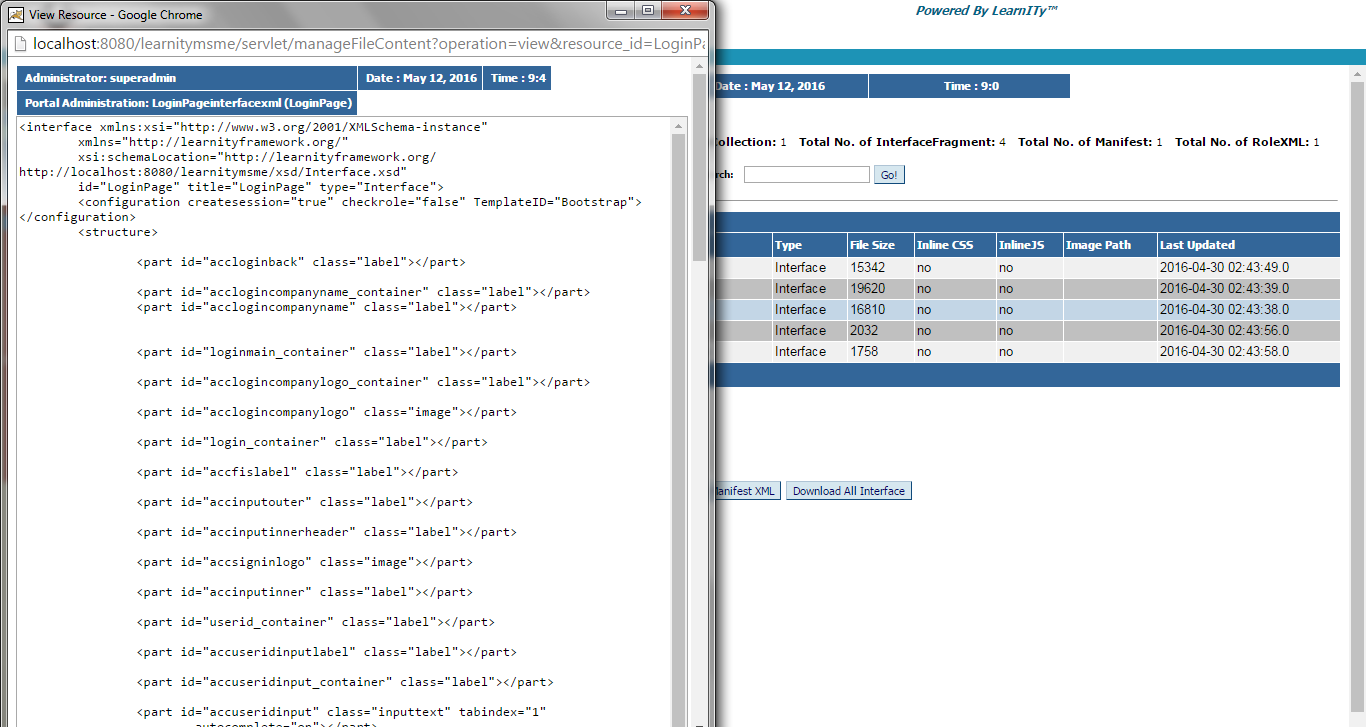 View Resource - Google Chrome
localhost:8080/learnitymsme/servlet/manageFileContent?operation=view&resource_id=LoginPa
Administrator: superadmin Date : May 12, 2016 Time : 9:4
Portal Administration: LoginPageinterfacexml (LoginPage)
<interface xmlns:xsi="http://www.w3.org/2001/XMLSchema-instance"
xmlns="http://learnityframework.org/"
xsi:schemaLocation="http://learnityframework.org/
http://localhost:8080/learnitymsme/xsd/Interface.xsd"
id="LoginPage" title="LoginPage" type="Interface">
<configuration createsession="true" checkrole="false" TemplateID="Bootstrap">
</configuration>
<structure>
<part id="accloginback" class="label"></part>
<part id="acclogincompanyname_container" class="label"></part>
<part id="acclogincompanyname" class="label"></part>
<part id="loginmain_container" class="label"></part>
<part id="acclogincompanylogo_container" class="label"></part>
<part id="acclogincompanylogo" class="image"></part>
<part id="login_container" class="label"></part>
<part id="accfislabel" class="label"></part>
<part id="accinputouter" class="label"></part>
<part id="accinputinnerheader" class="label"></part>
<part id="accsigninlogo" class="image"></part>
<part id="accinputinner" class="label"></part>
<part id="userid_container" class="label"></part>
<part id="accuseridinputlabel" class="label"></part>
<part id="accuseridinput_container" class="label"></part>
<part id="accuseridinput" class="inputtext" tabindex="1"
autocomplete="on"></part>
Powered By LearnITy™
Date : May 12, 2016 Time : 9:0
Collection: 1 Total No. of InterfaceFragment: 4 Total No. of Manifest: 1 Total No. of RoleXML: 1
rch: Go!
Type File Size Inline CSS InlineJS Image Path Last Updated
Interface 15342 no no 2016-04-30 02:43:49.0
Interface 19620 no no 2016-04-30 02:43:39.0
Interface 16810 no no 2016-04-30 02:43:38.0
Interface 2032 no no 2016-04-30 02:43:56.0
Interface 1758 no no 2016-04-30 02:43:58.0
Manifest XML Download All Interface